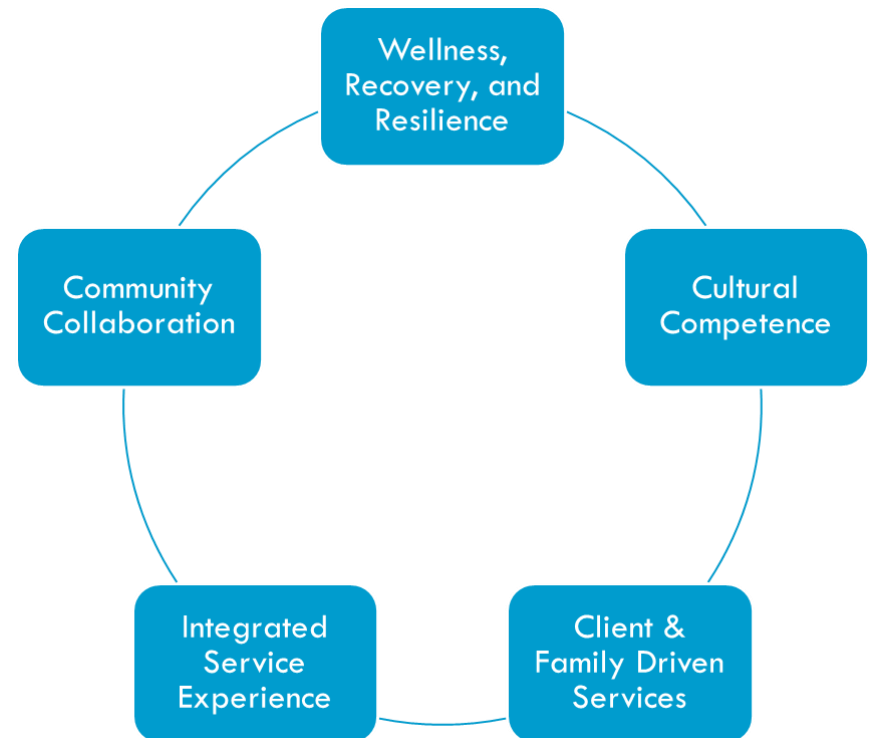 Wellness,
Recovery, and
Resilience
Community
Collaboration
Cultural
Competence
Integrated
Service
Experience
Client &
Family Driven
Services